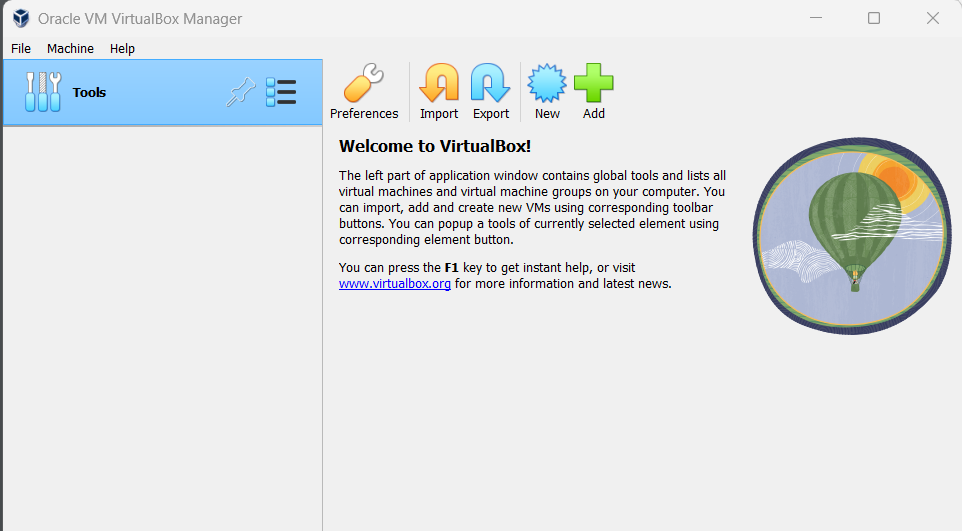 Oracle VM VirtualBox Manager
File Machine Help
Tools
Preferences Import Export New Add
Welcome to VirtualBox!
The left part of application window contains global tools and lists all
virtual machines and virtual machine groups on your computer. You
can import, add and create new VMs using corresponding toolbar
buttons. You can popup a tools of currently selected element using
corresponding element button.
You can press the F1 key to get instant help, or visit
www.virtualbox.org for more information and latest news.